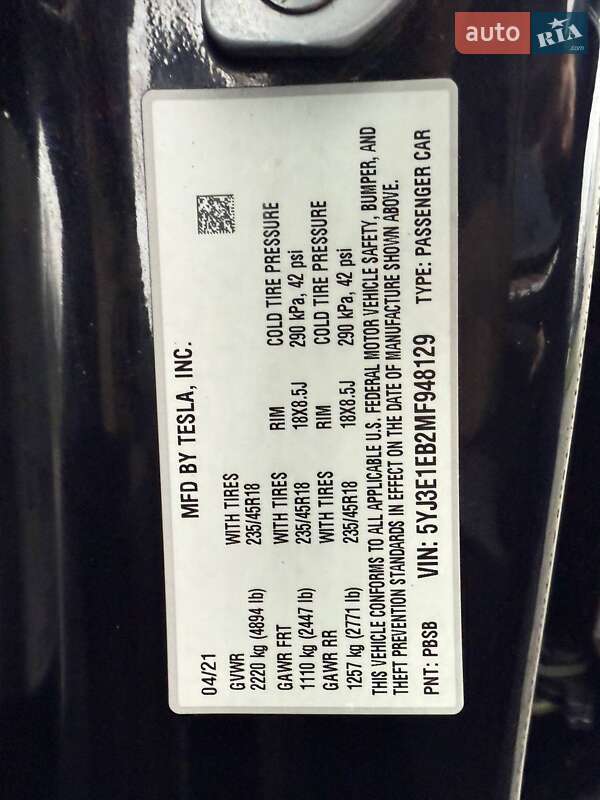 auto RIA .com
MFD BY TESLA, INC.
04/21
GVWR WITH TIRES
2220 kg (4894 lb) 235/45R18
GAWR FRT WITH TIRES RIM COLD TIRE PRESSURE
1110 kg (2447 lb) 235/45R18 18X8.5J 290 kPa, 42 psi
GAWR RR WITH TIRES RIM COLD TIRE PRESSURE
1257 kg (2771 lb) 235/45R18 18X8.5J 290 kPa, 42 psi
THIS VEHICLE CONFORMS TO ALL APPLICABLE U.S. FEDERAL MOTOR VEHICLE SAFETY, BUMPER, AND
THEFT PREVENTION STANDARDS IN EFFECT ON THE DATE OF MANUFACTURE SHOWN ABOVE.
PNT: PBSB VIN: 5YJ3E1EB2MF948129 TYPE: PASSENGER CAR